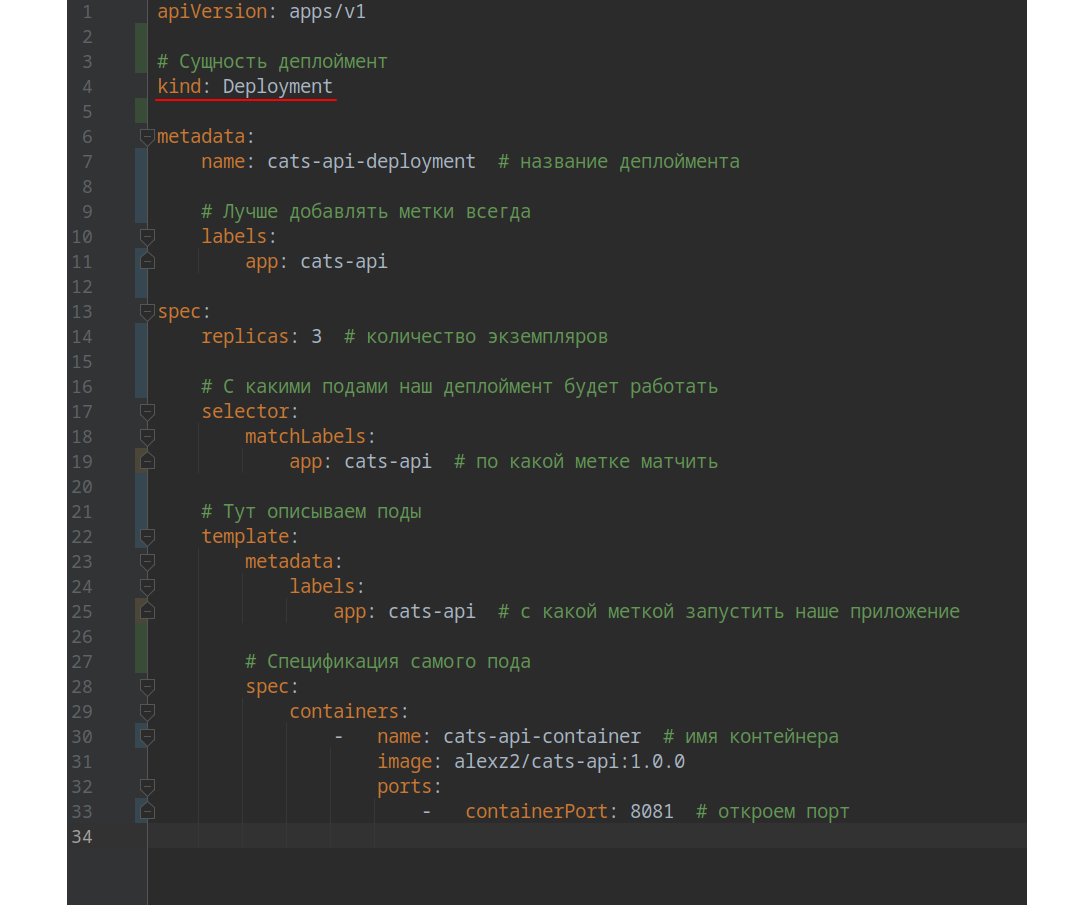 1 apiVersion: apps/v1
2
3 # Сущность деплоймент
4 kind: Deployment
5
6 metadata:
7     name: cats-api-deployment  # название деплоймента
8
9     # Лучше добавлять метки всегда
10     labels:
11         app: cats-api
12
13 spec:
14     replicas: 3  # количество экземпляров
15
16     # С какими подами наш деплоймент будет работать
17     selector:
18         matchLabels:
19             app: cats-api  # по какой метке матчить
20
21     # Тут описываем поды
22     template:
23         metadata:
24             labels:
25                 app: cats-api  # с какой меткой запустить наше приложение
26
27         # Спецификация самого пода
28         spec:
29             containers:
30                 -   name: cats-api-container  # имя контейнера
31                     image: alexz2/cats-api:1.0.0
32                     ports:
33                         -   containerPort: 8081  # откроем порт
34